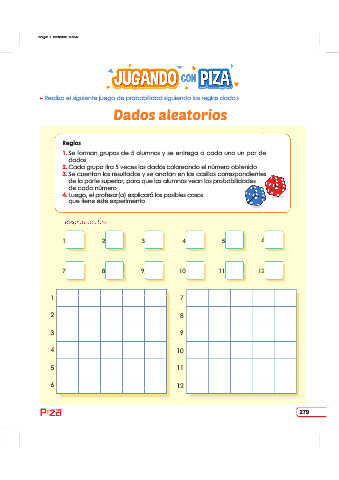 JUGANDO CON PIZA
Realiza el siguiente juego de probabilidad siguiendo las reglas dadas:
Dados aleatorios
Reglas
1. Se forman grupos de 5 alumnos y se entrega a cada uno un par de
dados
2. Cada grupo tira 5 veces los dados coloreando el número obtenido
3. Se cuentan los resultados y se anotan en las casillas correspondientes
de la parte superior, para que los alumnos vean las probabilidades
de cada número
4. Luego, el profesor(a) explicará los posibles casos
que tiene este experimento
1 2 3 4 5 6
7 8 9 10 11 12
1 7
2 8
3 9
4 10
5 11
6 12
Piza
279